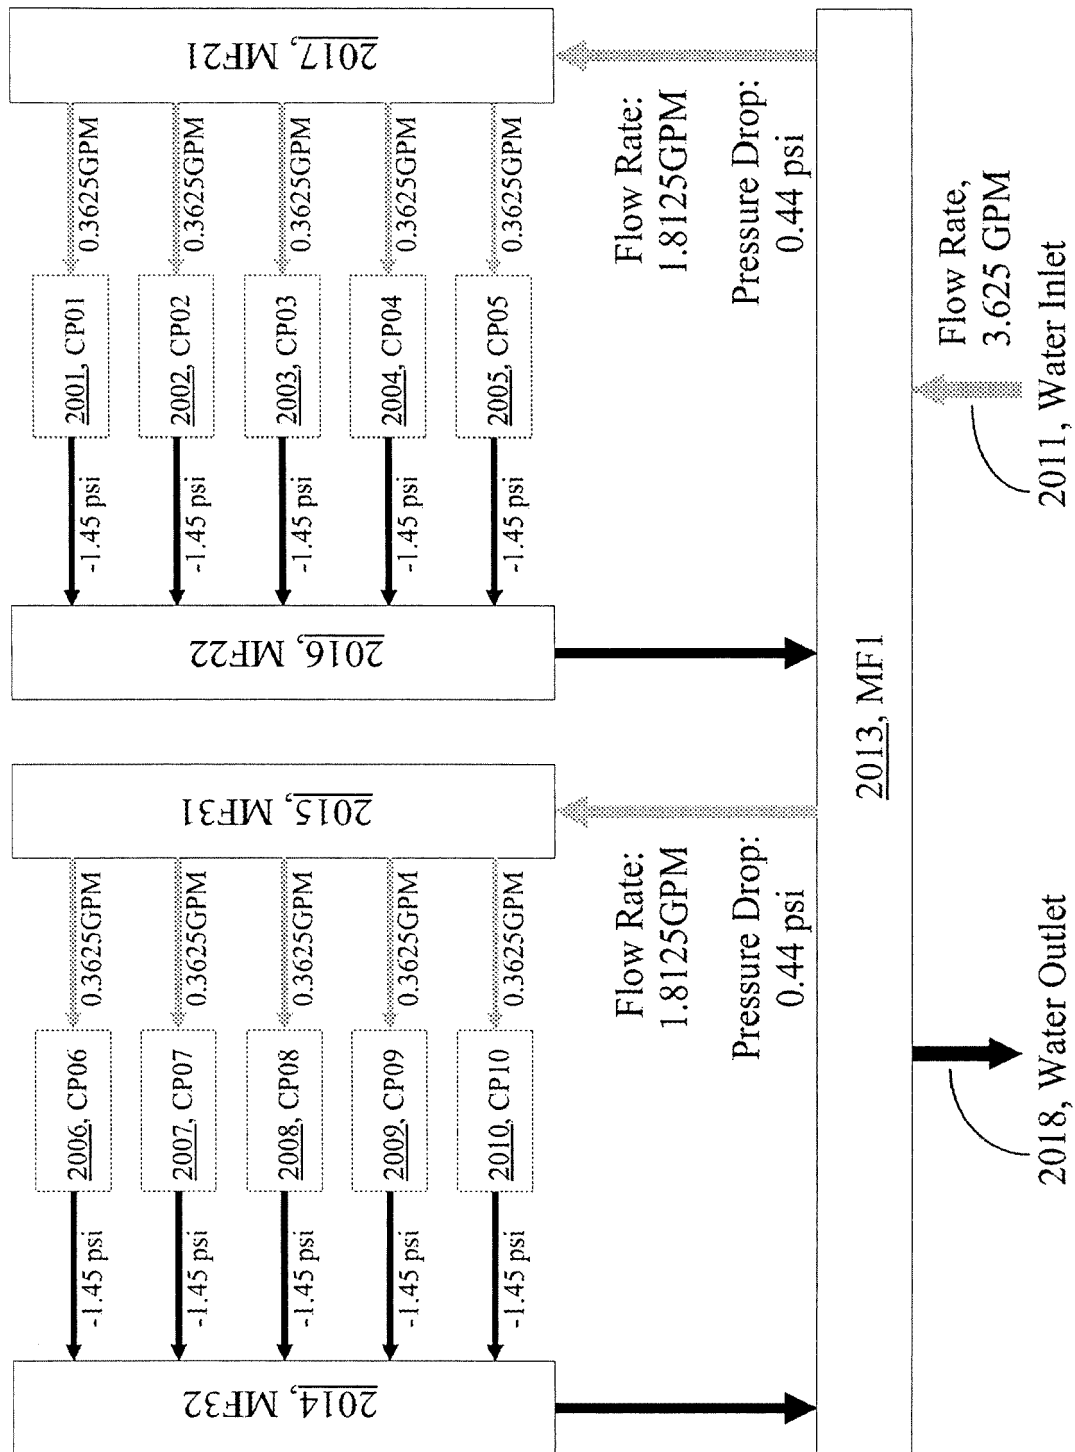 2017, MF21
0.3625GPM
0.3625GPM
0.3625GPM
0.3625GPM
0.3625GPM
2001, CP01
2002, CP02
2003, CP03
2004, CP04
2005, CP05
-1.45 psi
-1.45 psi
-1.45 psi
-1.45 psi
-1.45 psi
2016, MF22
Flow Rate:
1.8125GPM
Pressure Drop:
0.44 psi
2015, MF31
0.3625GPM
0.3625GPM
0.3625GPM
0.3625GPM
0.3625GPM
2006, CP06
2007, CP07
2008, CP08
2009, CP09
2010, CP10
-1.45 psi
-1.45 psi
-1.45 psi
-1.45 psi
-1.45 psi
2014, MF32
Flow Rate:
1.8125GPM
Pressure Drop:
0.44 psi
2013, MF1
Flow Rate,
3.625 GPM
2011, Water Inlet
2018, Water Outlet